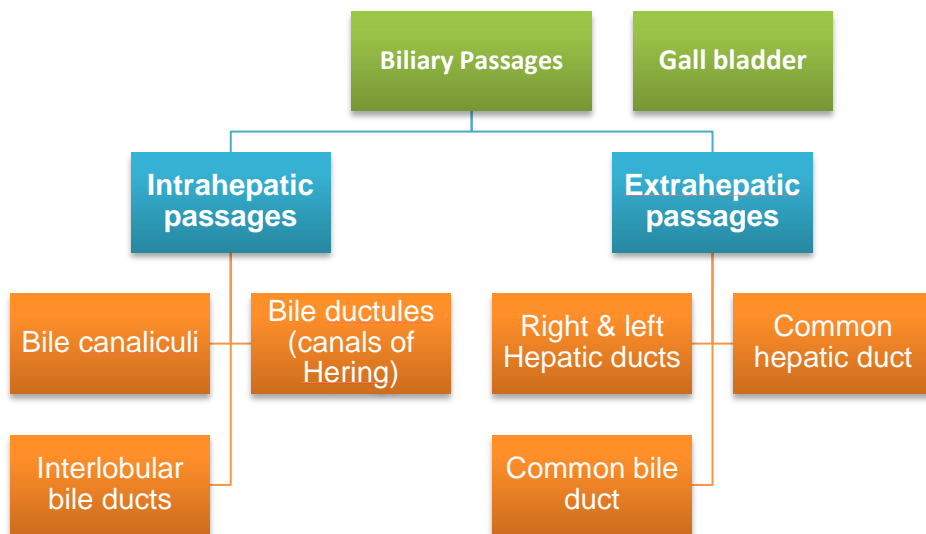 Biliary Passages
Gall bladder
Intrahepatic
passages
Extrahepatic
passages
Bile canaliculi
Bile ductules
(canals of
Hering)
Right & left
Hepatic ducts
Common
hepatic duct
Interlobular
bile ducts
Common bile
duct